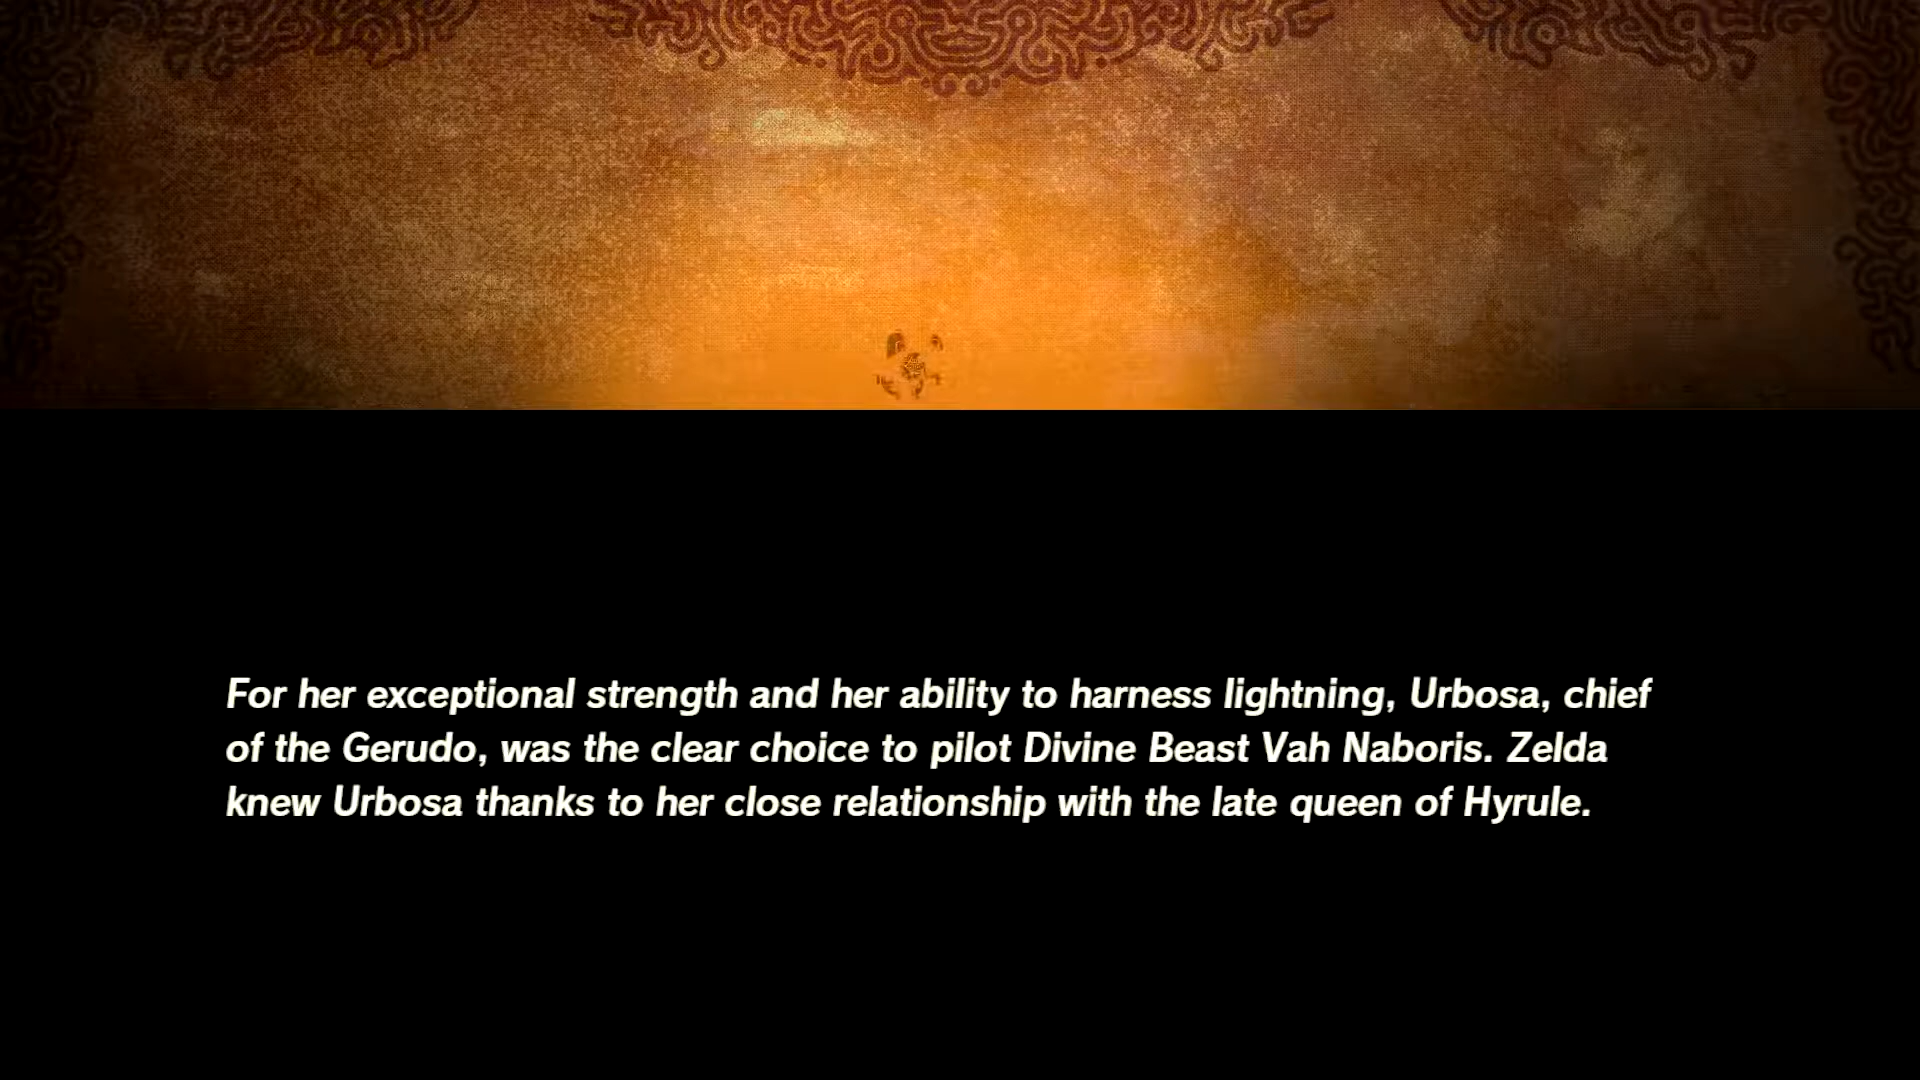 For her exceptional strength and her ability to harness lightning, Urbosa, chief
of the Gerudo, was the clear choice to pilot Divine Beast Vah Naboris. Zelda
knew Urbosa thanks to her close relationship with the late queen of Hyrule.